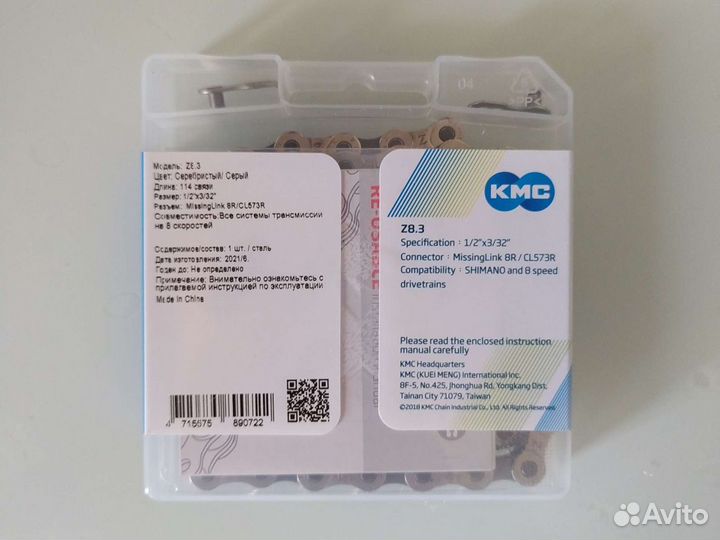 04
PP
Модель: Z8.3
Цвет: Серебристый/ Серый
Длина: 114 связи
Размер: 1/2"x3/32"
Разъем: MissingLink 8R/CL573R
Совместимость:Все системы трансмиссии
на 8 скоростей
Содержимое/состав: 1 шт. / сталь
Дата изготовления: 2021/6.
Годен до: Не определено
Примечание: Внимательно ознакомьтесь с
прилагаемой инструкцией по эксплуатации
Made in China
4 715575 890722
RE-USABLE
KMC
Z8.3
Specification : 1/2"x3/32"
Connector : MissingLink 8R / CL573R
Compatibility : SHIMANO and 8 speed
drivetrains
Please read the enclosed instruction
manual carefully
KMC Headquarters
KMC (KUEI MENG) International Inc.
8F-5, No.425, Jhonghua Rd, Yongkang Dist.
Tainan City 71079, Taiwan
©2018 KMC Chain Industrial Co., Ltd. All Rights Reserved
Avito